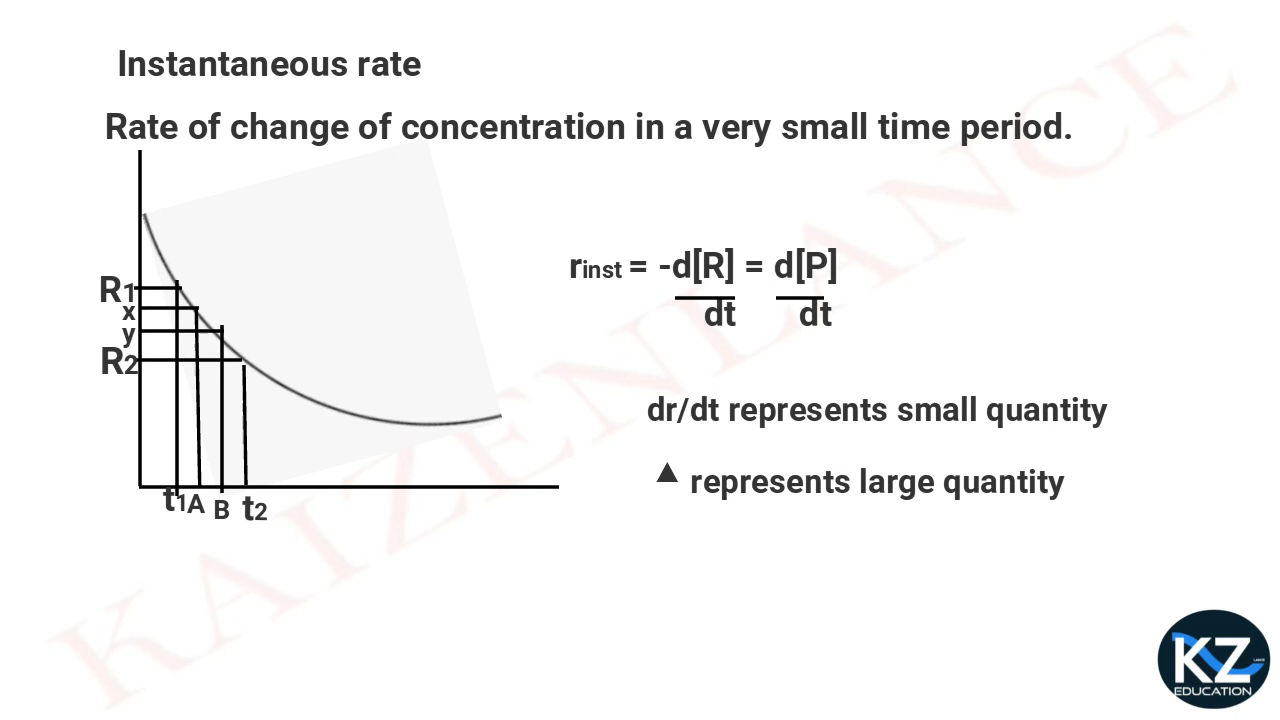 Instantaneous rate
Rate of change of concentration in a very small time period.
R1
x
y
R2
t1 A B t2
rinst = -d[R] = d[P]
dt dt
dr/dt represents small quantity
▲ represents large quantity
KAIZENLANCE
KZ
EDUCATION